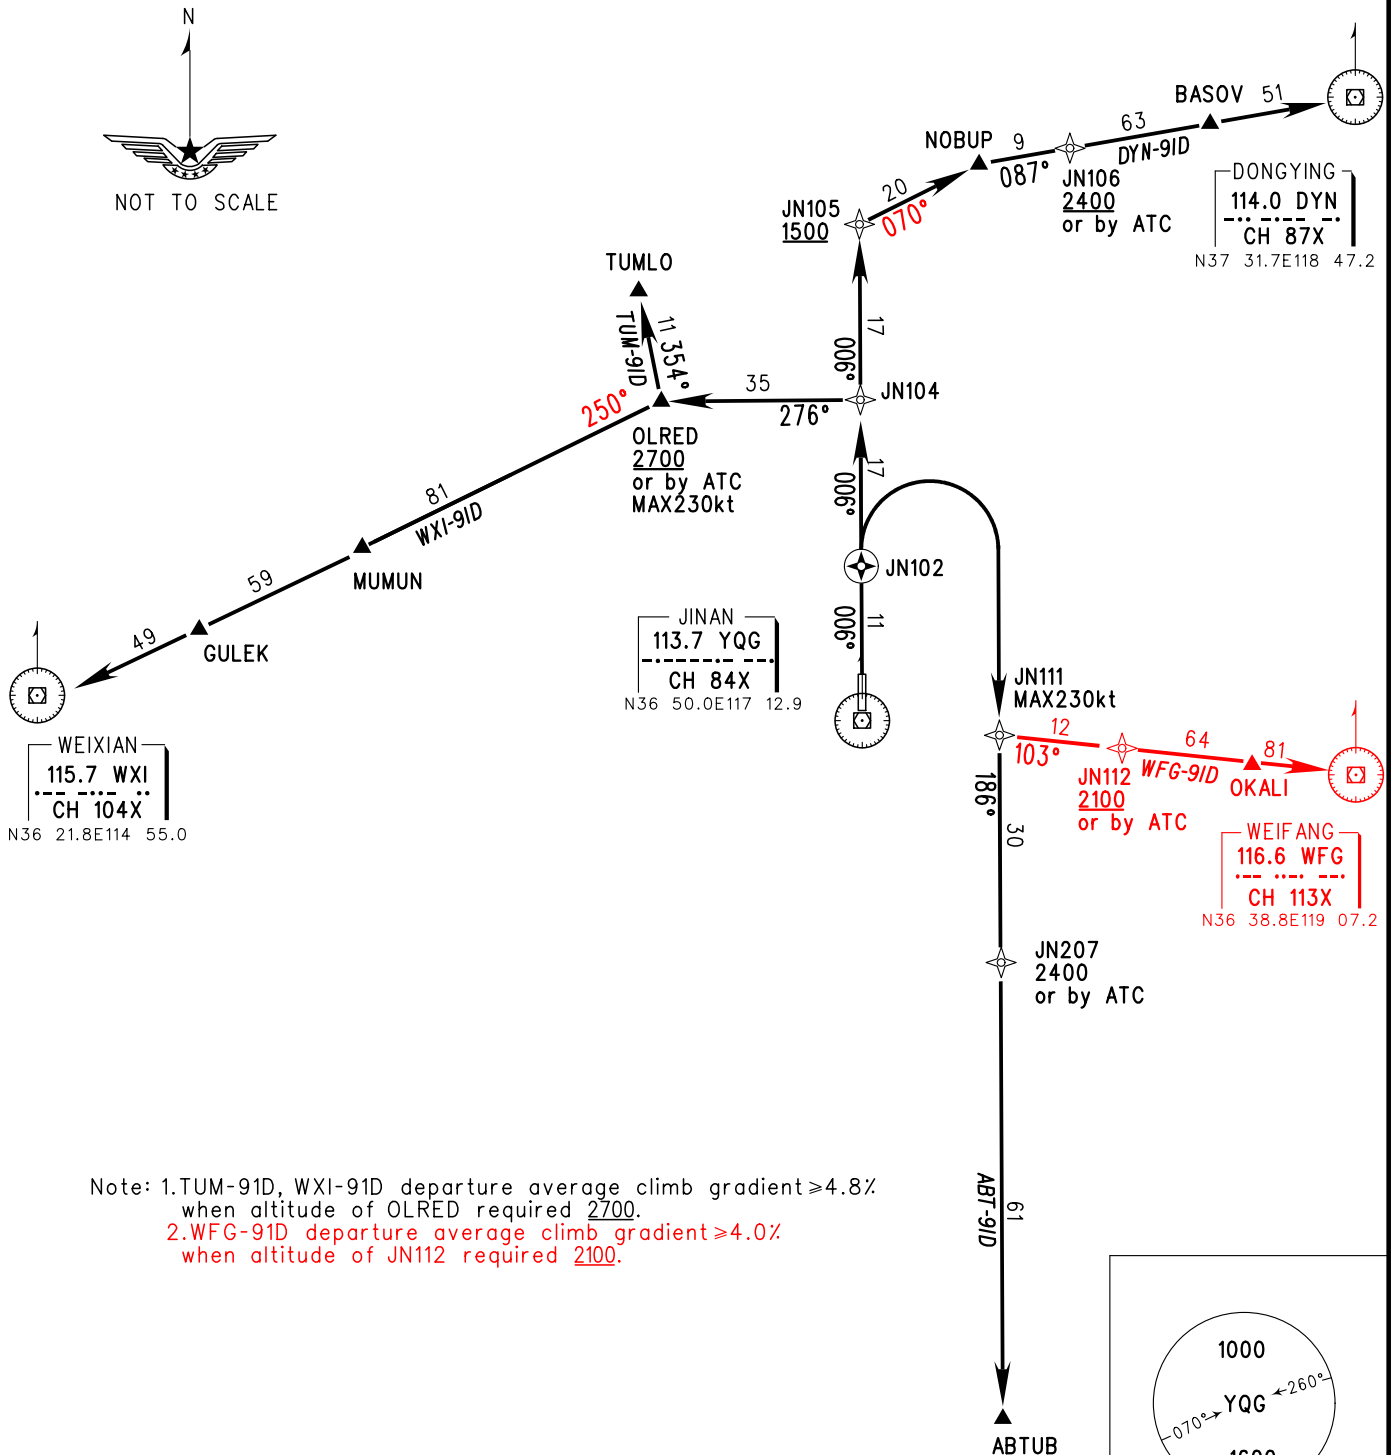 N
NOT TO SCALE
BASOV
51
63
DYN-91D
NOBUP
9
087°
JN106
2400
or by ATC
DONGYING
114.0 DYN
CH 87X
N37 31.7E118 47.2
20
070°
JN105
1500
TUMLO
17
006°
11
354°
TUM-91D
35
276°
JN104
250°
OLRED
2700
or by ATC
MAX230kt
17
006°
81
WXI-91D
MUMUN
59
JN102
GULEK
49
11
006°
JINAN
113.7 YQG
CH 84X
N36 50.0E117 12.9
JN111
MAX230kt
12
103°
64
WFG-91D
81
OKALI
JN112
2100
or by ATC
WEIXIAN
115.7 WXI
CH 104X
N36 21.8E114 55.0
186°
30
WEIFANG
116.6 WFG
CH 113X
N36 38.8E119 07.2
JN207
2400
or by ATC
61
ABT-91D
Note: 1.TUM-91D, WXI-91D departure average climb gradient≥4.8%
when altitude of OLRED required 2700.
2.WFG-91D departure average climb gradient≥4.0%
when altitude of JN112 required 2100.
1000
260°
YQG
070°
1600
ABTUB